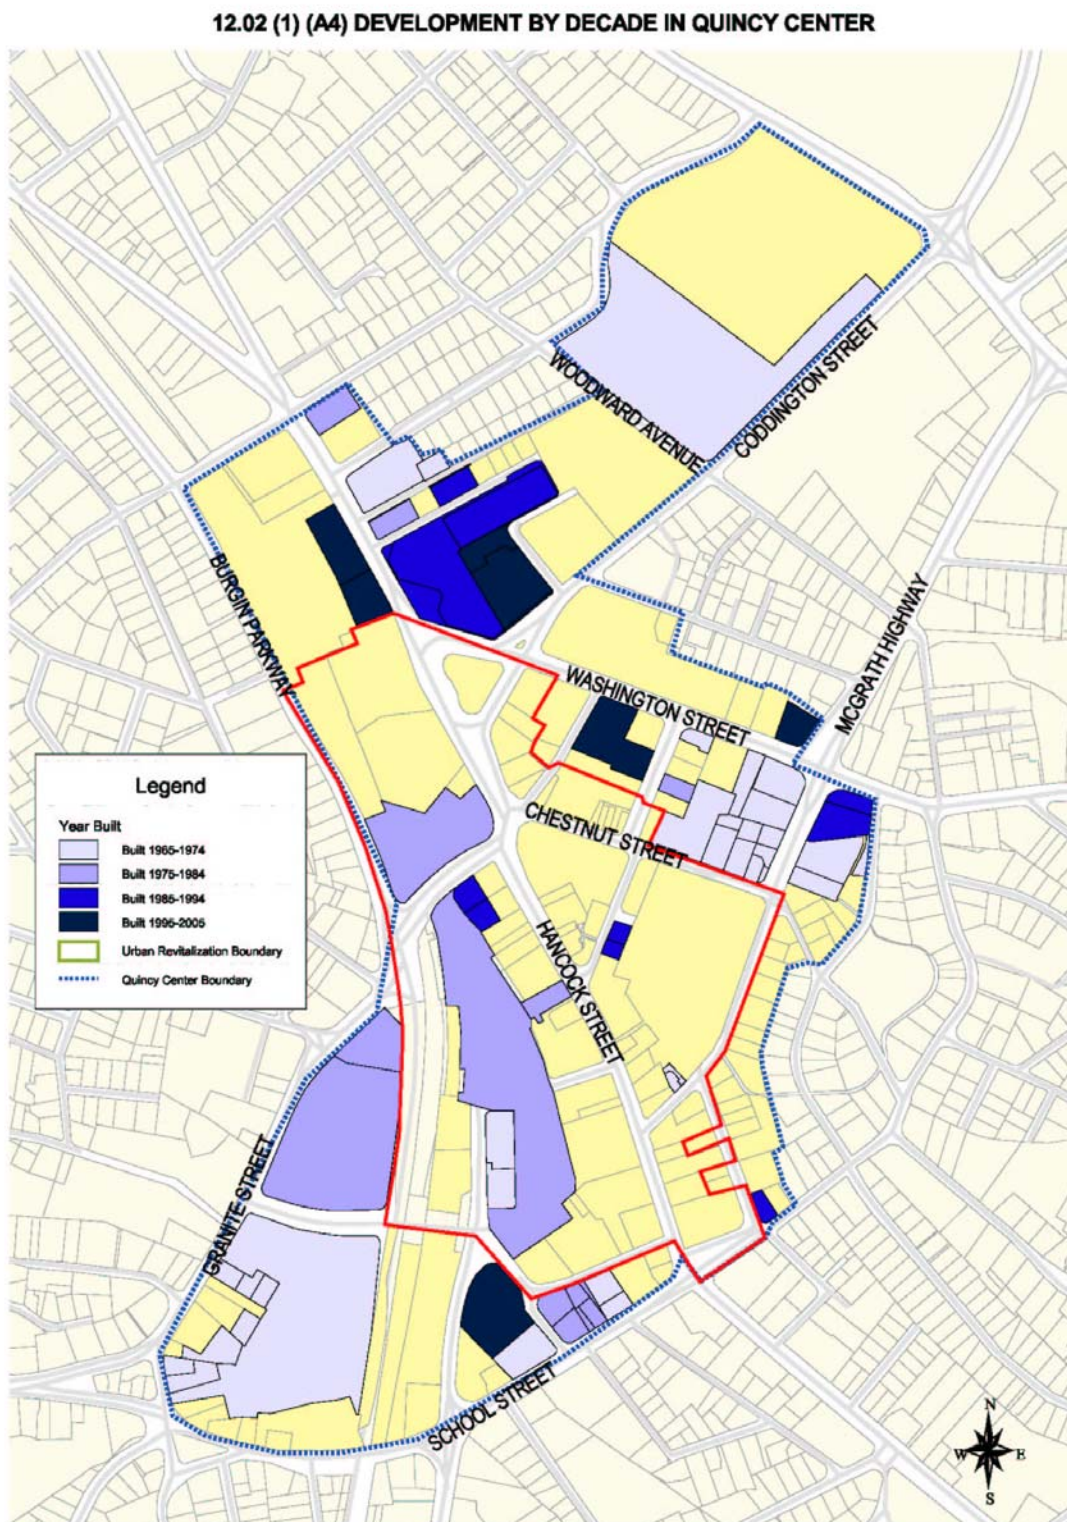 12.02 (1) (A4) DEVELOPMENT BY DECADE IN QUINCY CENTER
WOODWARD AVENUE
CODDINGTON STREET
BURGIN PARKWAY
MCGRATH HIGHWAY
WASHINGTON STREET
CHESTNUT STREET
HANCOCK STREET
GRANITE STREET
SCHOOL STREET
Legend
Year Built
Built 1965-1974
Built 1975-1984
Built 1985-1994
Built 1995-2005
Urban Revitalization Boundary
Quincy Center Boundary
N
W E
S